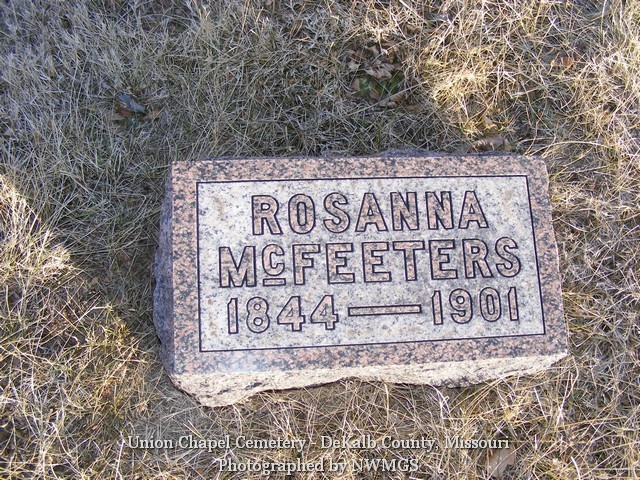 ROSANNA
McFEETERS
1844 — 1901
Union Chapel Cemetery - DeKalb County, Missouri
Photographed by NWMGS